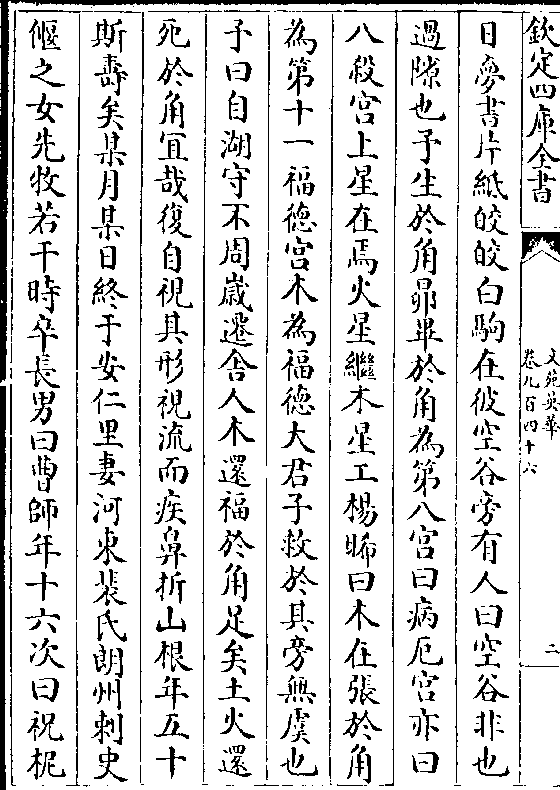 欽定四庫全書
文苑英華
卷九百四十六
二
日夢書片紙皎皎白駒在彼空谷旁有人曰空谷非也
過隙也予生於角昴畢於角為第八宫曰病厄宫亦曰
八殺宫上星在焉火星繼木星工楊晞曰木在張於角
為第十一福德宫木為福德大君子救於其旁無虞也
予曰自湖守不周歲遷舍人木還福於角足矣土火還
死於角宜哉復自視其形視流而疾鼻折山根年五十
斯夀矣某月某日終于安仁里妻河東裴氏朗州刺史
偃之女先牧若干時卒長男曰曹師年十六次曰祝柅